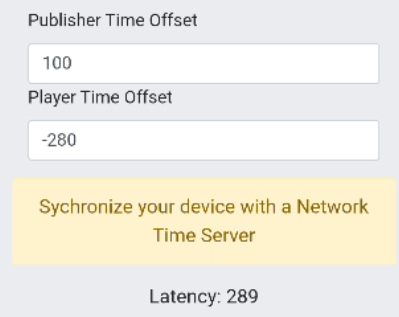 Publisher Time Offset
100
Player Time Offset
-280
Sychronize your device with a Network
Time Server
Latency: 289